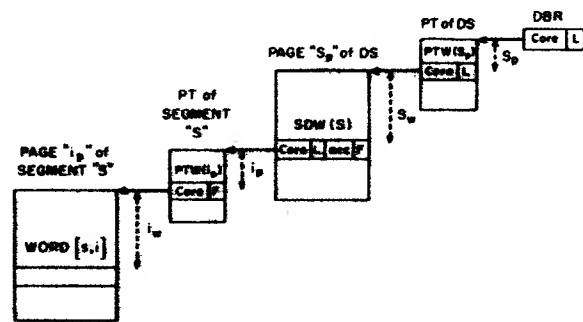 DBR
Core L
PT OF DS
PTW(Sp)
Core L
Sp
PAGE "Sp" of DS
SDW (S)
Core L acc F
Sw
PT of
SEGMENT
"S"
PTW(ip)
Core F
ip
PAGE "ip" of
SEGMENT "S"
WORD [s,i]
iw